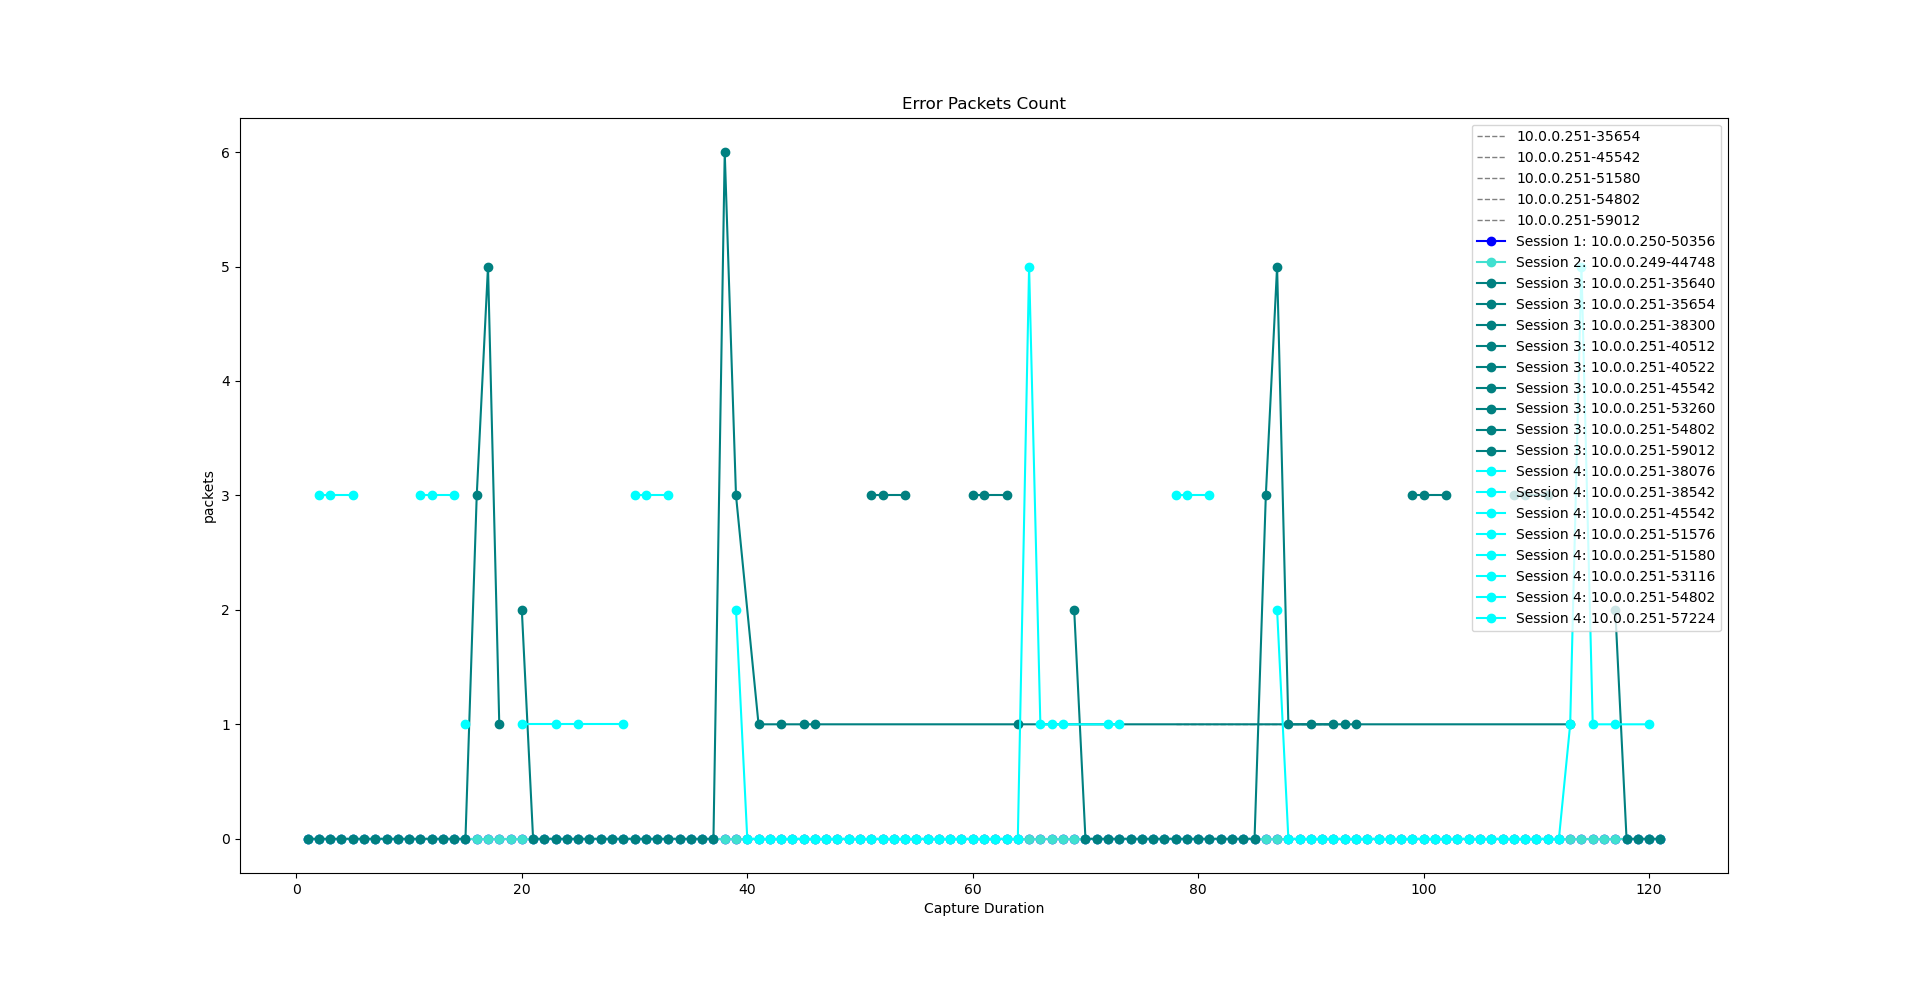 Error Packets Count
packets
6
5
4
3
2
1
0
0 20 40 60 80 100 120
Capture Duration
10.0.0.251-35654
10.0.0.251-45542
10.0.0.251-51580
10.0.0.251-54802
10.0.0.251-59012
Session 1: 10.0.0.250-50356
Session 2: 10.0.0.249-44748
Session 3: 10.0.0.251-35640
Session 3: 10.0.0.251-35654
Session 3: 10.0.0.251-38300
Session 3: 10.0.0.251-40512
Session 3: 10.0.0.251-40522
Session 3: 10.0.0.251-45542
Session 3: 10.0.0.251-53260
Session 3: 10.0.0.251-54802
Session 3: 10.0.0.251-59012
Session 4: 10.0.0.251-38076
Session 4: 10.0.0.251-38542
Session 4: 10.0.0.251-45542
Session 4: 10.0.0.251-51576
Session 4: 10.0.0.251-51580
Session 4: 10.0.0.251-53116
Session 4: 10.0.0.251-54802
Session 4: 10.0.0.251-57224